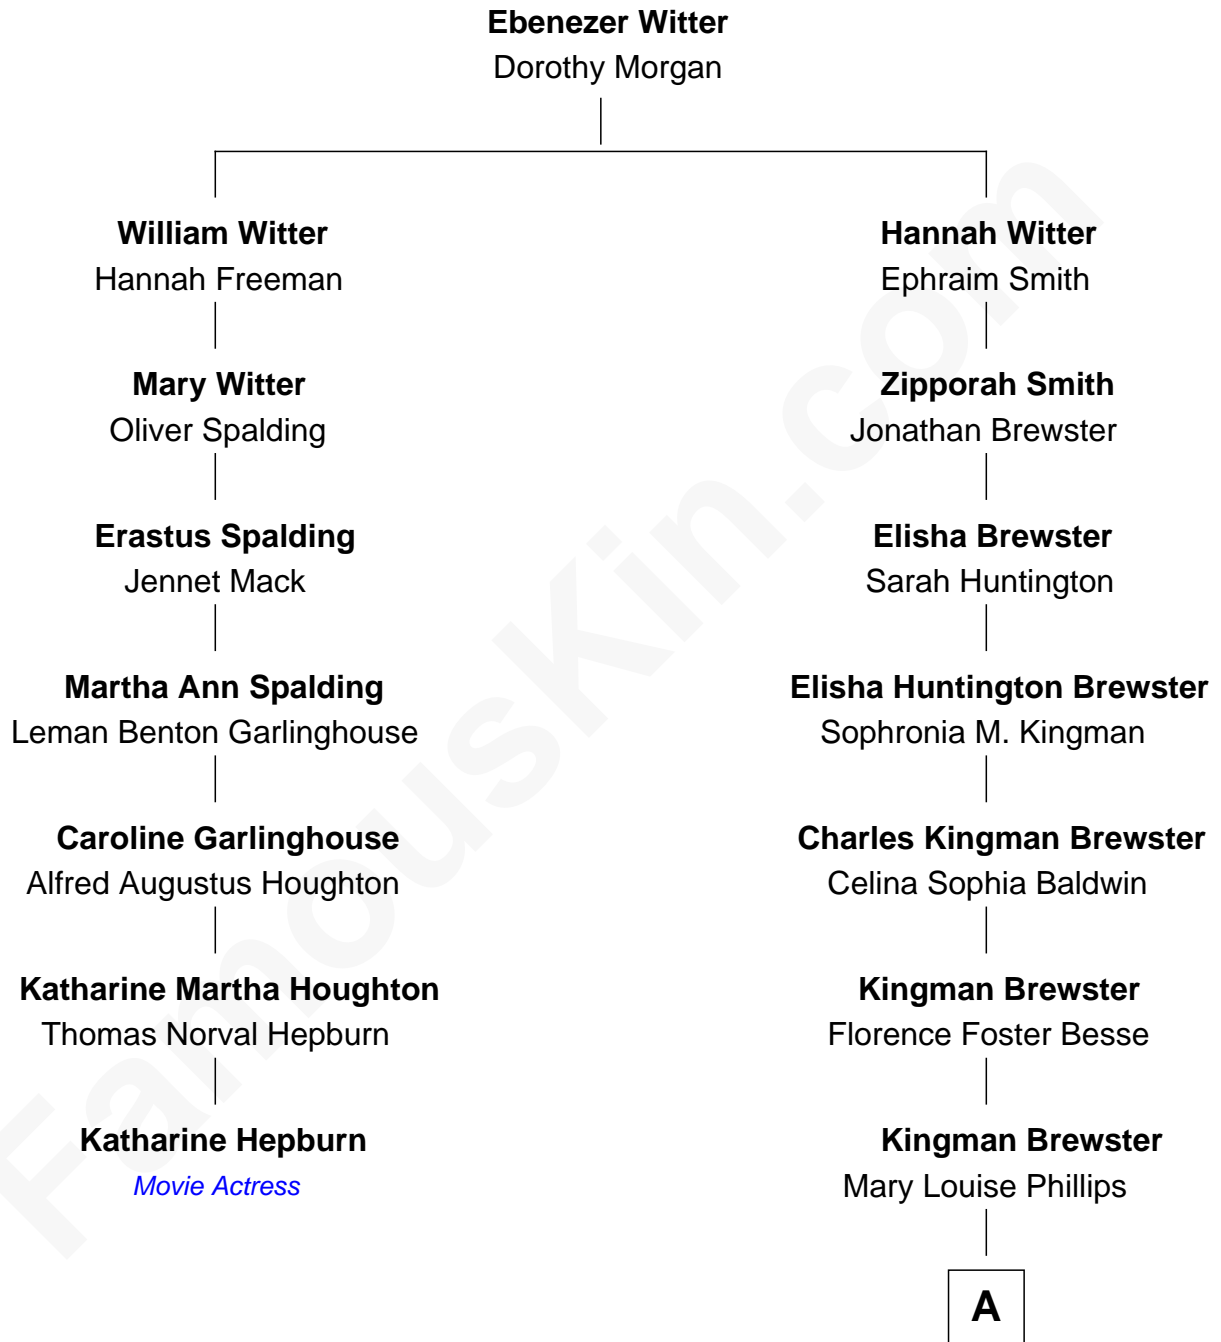 Ebenezer Witter
Dorothy Morgan
William Witter
Hannah Freeman
Mary Witter
Oliver Spalding
Erastus Spalding
Jennet Mack
Martha Ann Spalding
Leman Benton Garlinghouse
Caroline Garlinghouse
Alfred Augustus Houghton
Katharine Martha Houghton
Thomas Norval Hepburn
Katharine Hepburn
Movie Actress
Hannah Witter
Ephraim Smith
Zipporah Smith
Jonathan Brewster
Elisha Brewster
Sarah Huntington
Elisha Huntington Brewster
Sophronia M. Kingman
Charles Kingman Brewster
Celina Sophia Baldwin
Kingman Brewster
Florence Foster Besse
Kingman Brewster
Mary Louise Phillips
A
FamousKin.com